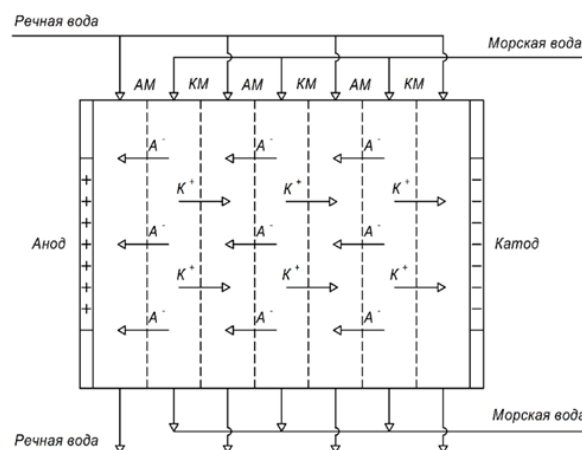 Речная вода
Морская вода
АМ КМ АМ КМ АМ КМ
А⁻ А⁻ А⁻
К⁺ К⁺ К⁺
+
+
+
+
+
+
+
Анод
А⁻ А⁻ А⁻
Катод
К⁺ К⁺ К⁺
А⁻ А⁻ А⁻
Морская вода
Речная вода